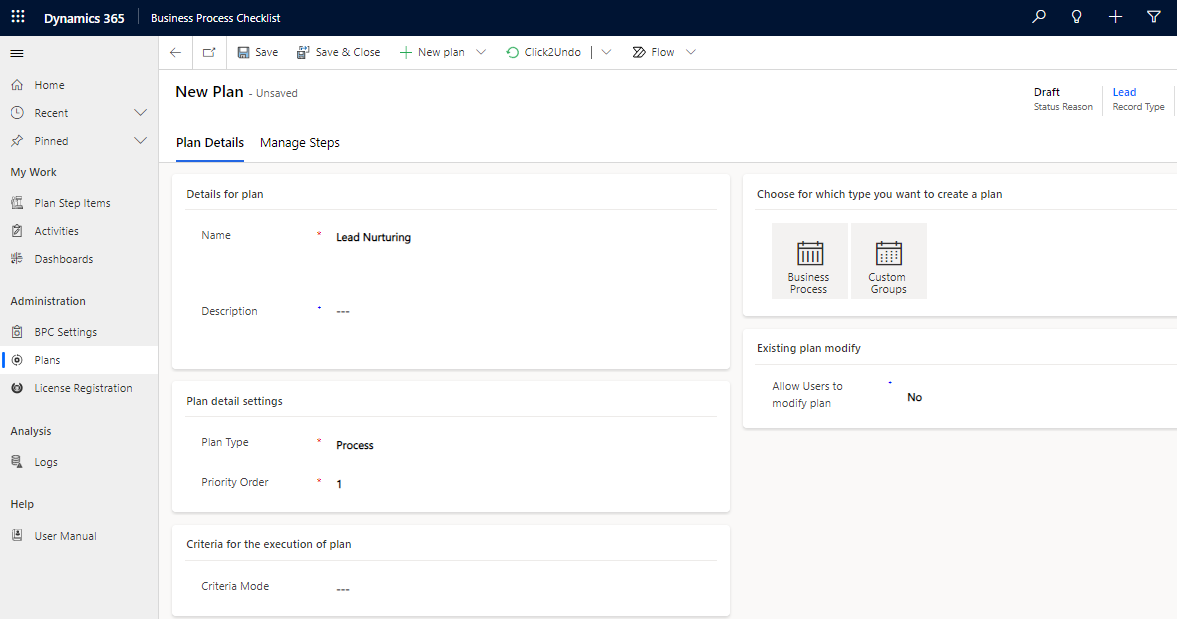 Dynamics 365
Business Process Checklist
Save
Save & Close
New plan
Click2Undo
Flow
Home
Recent
Pinned
My Work
Plan Step Items
Activities
Dashboards
Administration
BPC Settings
Plans
License Registration
Analysis
Logs
Help
User Manual
New Plan - Unsaved
Draft
Status Reason
Lead
Record Type
Plan Details
Manage Steps
Details for plan
Name * Lead Nurturing
Description ---
Plan detail settings
Plan Type * Process
Priority Order * 1
Criteria for the execution of plan
Criteria Mode ---
Choose for which type you want to create a plan
Business
Process
Custom
Groups
Existing plan modify
Allow Users to
modify plan
No